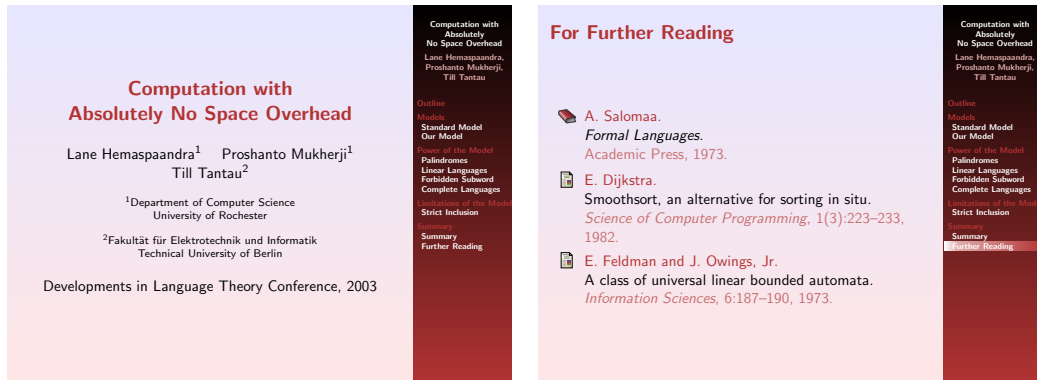 Computation with
Absolutely No Space Overhead
Lane Hemaspaandra1 Proshanto Mukherji1
Till Tantau2
1Department of Computer Science
University of Rochester
2Fakultät für Elektrotechnik und Informatik
Technical University of Berlin
Developments in Language Theory Conference, 2003
Computation with
Absolutely
No Space Overhead
Lane Hemaspaandra,
Proshanto Mukherji,
Till Tantau
Outline
Models
Standard Model
Our Model
Power of the Model
Palindromes
Linear Languages
Forbidden Subword
Complete Languages
Limitations of the Model
Strict Inclusion
Summary
Summary
Further Reading
For Further Reading
A. Salomaa.
Formal Languages.
Academic Press, 1973.
E. Dijkstra.
Smoothsort, an alternative for sorting in situ.
Science of Computer Programming, 1(3):223–233,
1982.
E. Feldman and J. Owings, Jr.
A class of universal linear bounded automata.
Information Sciences, 6:187–190, 1973.
Computation with
Absolutely
No Space Overhead
Lane Hemaspaandra,
Proshanto Mukherji,
Till Tantau
Outline
Models
Standard Model
Our Model
Power of the Model
Palindromes
Linear Languages
Forbidden Subword
Complete Languages
Limitations of the Mod
Strict Inclusion
Summary
Summary
Further Reading